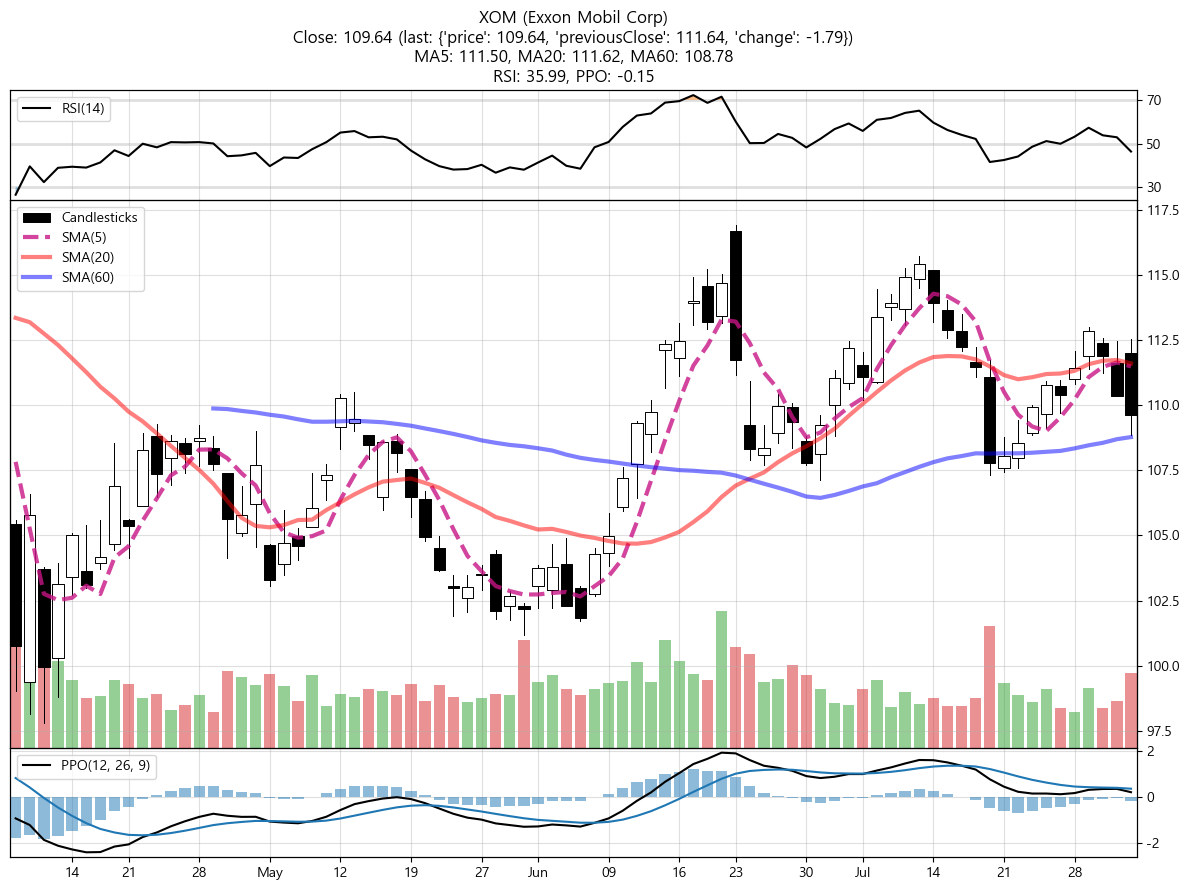 XOM (Exxon Mobil Corp)
Close: 109.64 (last: {'price': 109.64, 'previousClose': 111.64, 'change': -1.79})
MA5: 111.50, MA20: 111.62, MA60: 108.78
RSI: 35.99, PPO: -0.15
RSI(14)
70
50
30
Candlesticks
SMA(5)
SMA(20)
SMA(60)
117.5
115.0
112.5
110.0
107.5
105.0
102.5
100.0
97.5
PPO(12, 26, 9)
2
0
-2
14 21 28 May 12 19 27 Jun 09 16 23 30 Jul 14 21 28